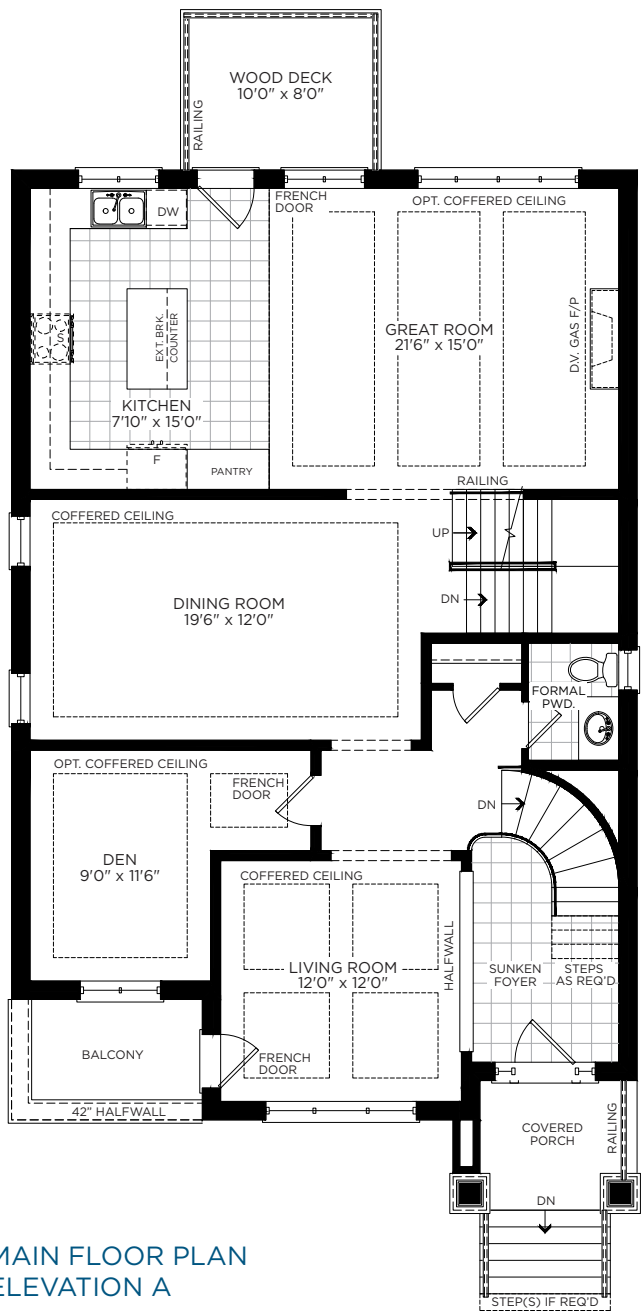 WOOD DECK
10'0" x 8'0"
RAILING
DW
FRENCH
DOOR
OPT. COFFERED CEILING
S
EXT. BRK.
COUNTER
GREAT ROOM
21'6" x 15'0"
D.V. GAS F/P
KITCHEN
7'10" x 15'0"
F
PANTRY
RAILING
COFFERED CEILING
UP
DN
DINING ROOM
19'6" x 12'0"
FORMAL
PWD.
OPT. COFFERED CEILING
FRENCH
DOOR
DN
DEN
9'0" x 11'6"
COFFERED CEILING
LIVING ROOM
12'0" x 12'0"
HALFWALL
SUNKEN
FOYER
STEPS
AS REQ'D
BALCONY
FRENCH
DOOR
42" HALFWALL
COVERED
PORCH
RAILING
DN
MAIN FLOOR PLAN
ELEVATION A
STEP(S) IF REQ'D